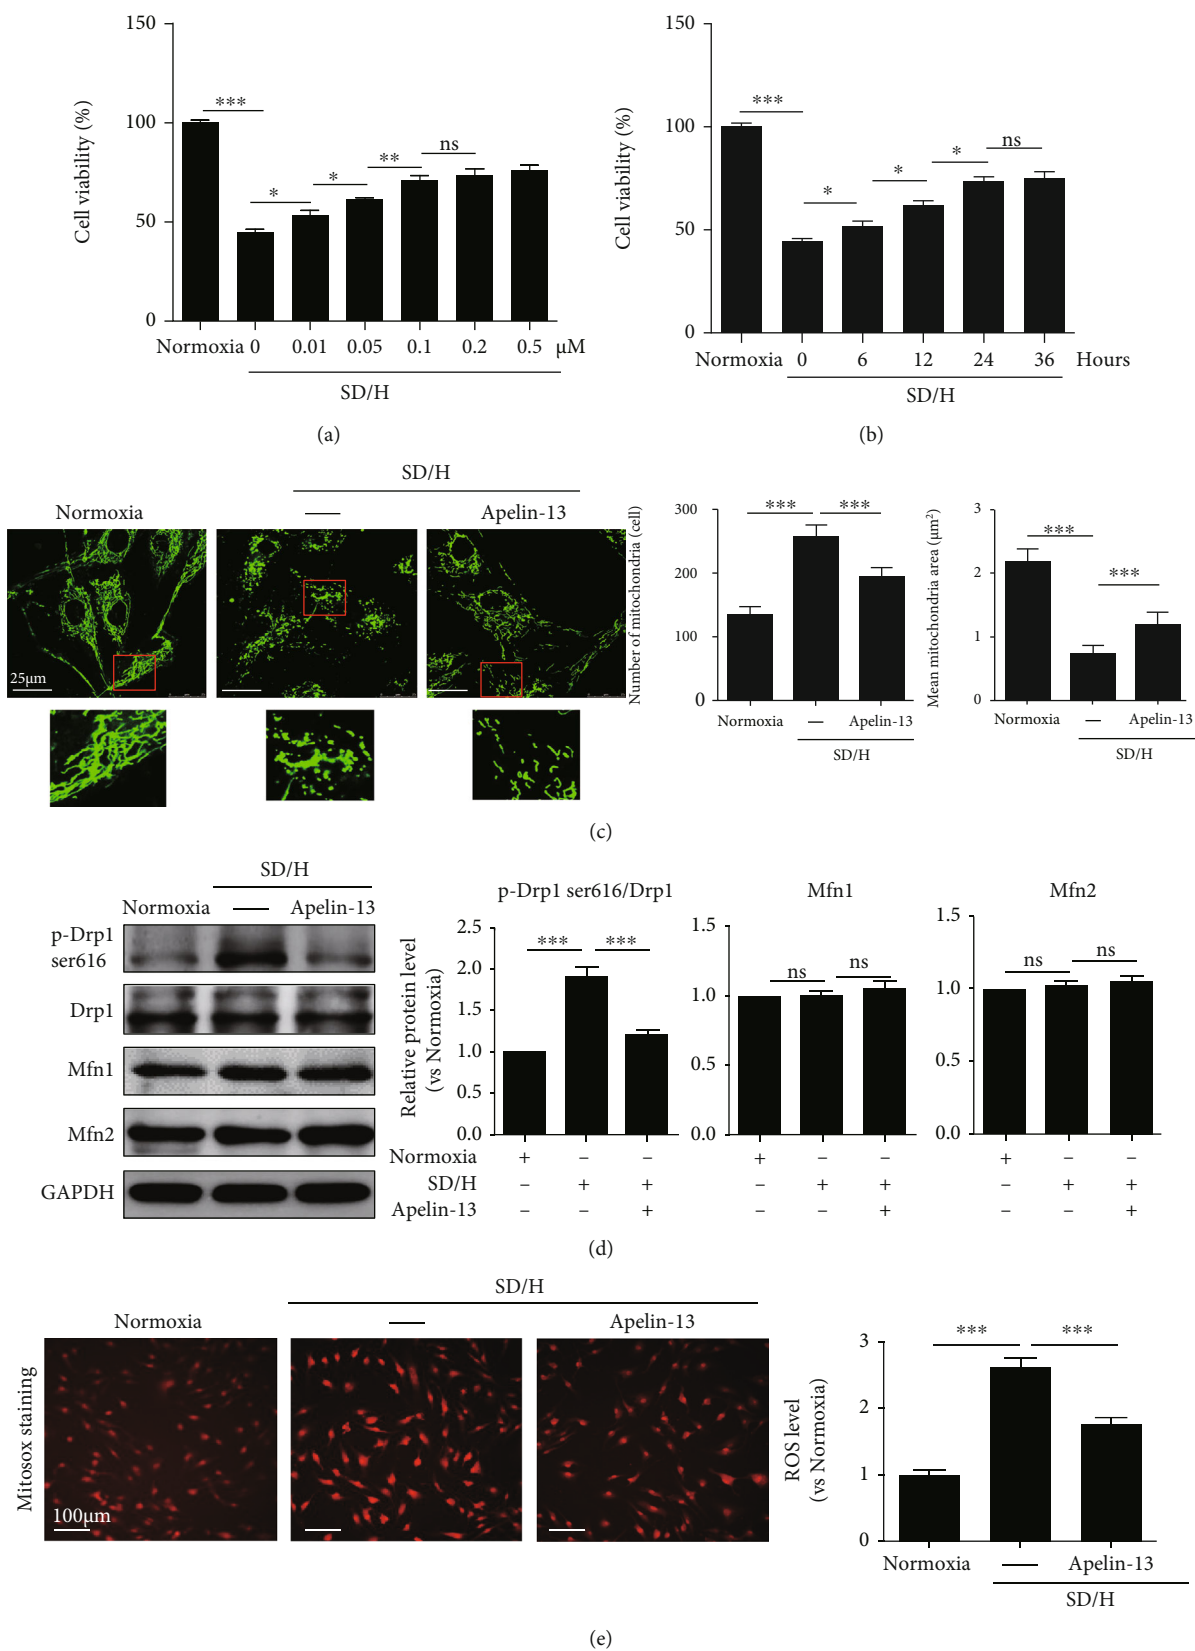 150
100
50
0
Cell viability (%)
***
*
*
**
ns
Normoxia 0 0.01 0.05 0.1 0.2 0.5 μM
SD/H
(a)
150
100
50
0
Cell viability (%)
***
*
*
*
ns
Normoxia 0 6 12 24 36 Hours
SD/H
(b)
SD/H
Normoxia — Apelin-13
25μm
300
200
100
0
Number of mitochondria (cell)
*** ***
Normoxia — Apelin-13
SD/H
3
2
1
0
Mean mitochondria area (μm²)
***
***
Normoxia — Apelin-13
SD/H
(c)
SD/H
Normoxia — Apelin-13
p-Drp1
ser616
Drp1
Mfn1
Mfn2
GAPDH
p-Drp1 ser616/Drp1
Relative protein level
(vs Normoxia)
2.5
2.0
1.5
1.0
0.5
0.0
*** ***
Mfn1
1.5
1.0
0.5
0.0
ns ns
Mfn2
1.5
1.0
0.5
0.0
ns ns
Normoxia + − − + − − + − −
SD/H − + + − + + − + +
Apelin-13 − − + − − + − − +
(d)
SD/H
Normoxia — Apelin-13
Mitosox staining
100μm
3
2
1
0
ROS level
(vs Normoxia)
*** ***
Normoxia — Apelin-13
SD/H
(e)